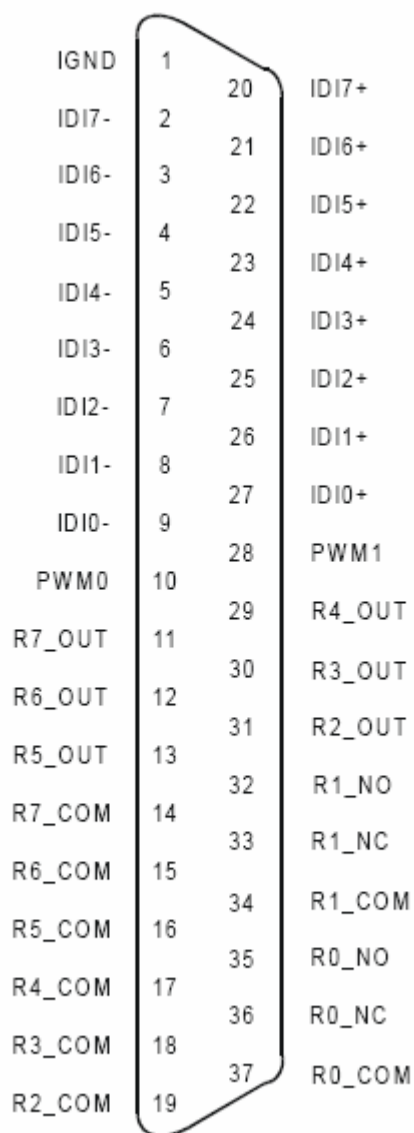 IGND 1
20 IDI7+
IDI7- 2
21 IDI6+
IDI6- 3
22 IDI5+
IDI5- 4
23 IDI4+
IDI4- 5
24 IDI3+
IDI3- 6
25 IDI2+
IDI2- 7
26 IDI1+
IDI1- 8
27 IDI0+
IDI0- 9
28 PWM1
PWM0 10
29 R4_OUT
R7_OUT 11
30 R3_OUT
R6_OUT 12
31 R2_OUT
R5_OUT 13
32 R1_NO
R7_COM 14
33 R1_NC
R6_COM 15
34 R1_COM
R5_COM 16
35 R0_NO
R4_COM 17
36 R0_NC
R3_COM 18
37 R0_COM
R2_COM 19